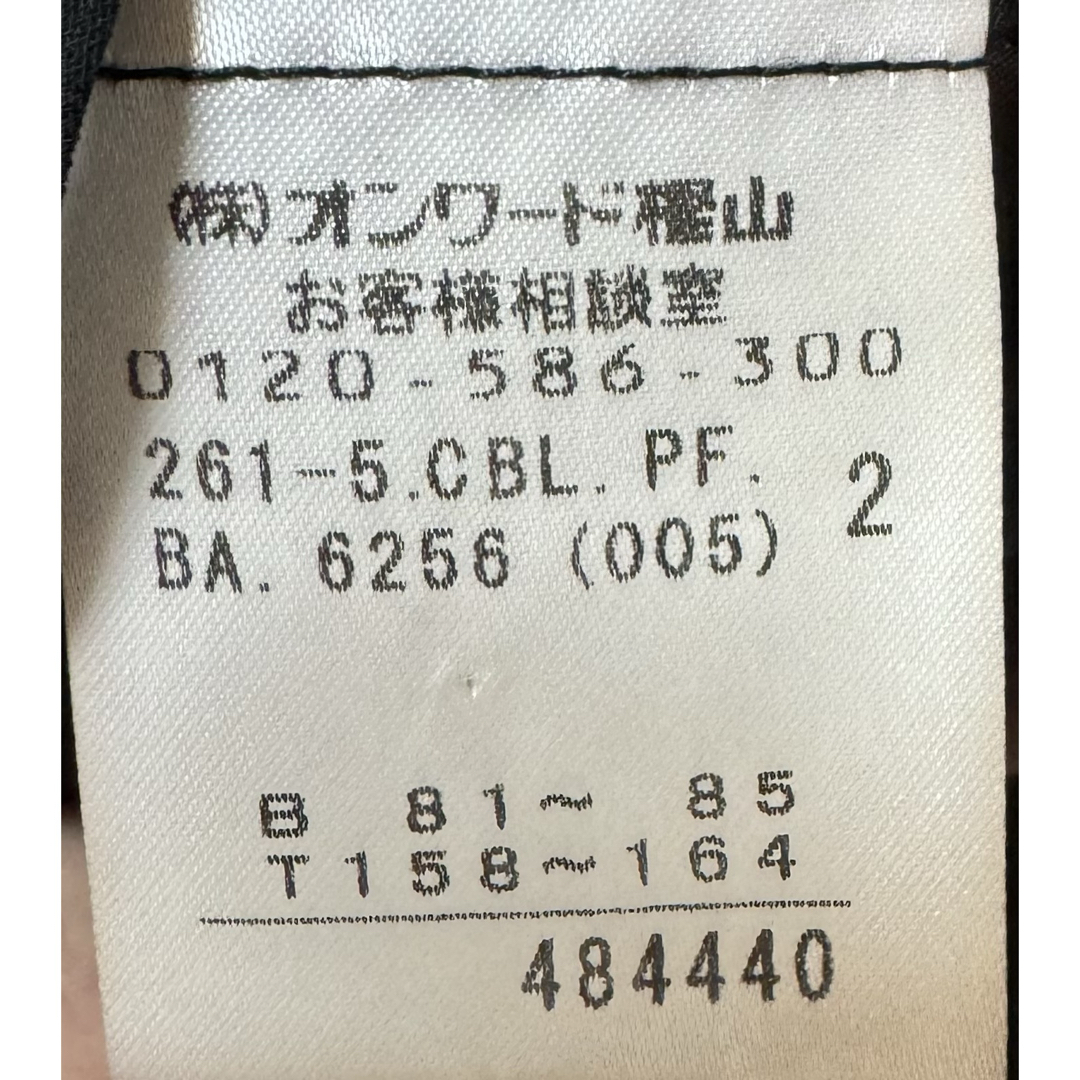 (株)オンワード樫山
お客様相談室
0120-586-300
261-5.CBL.PF.
2
BA. 6256 (005)
B 81〜 85
T158〜164
484440